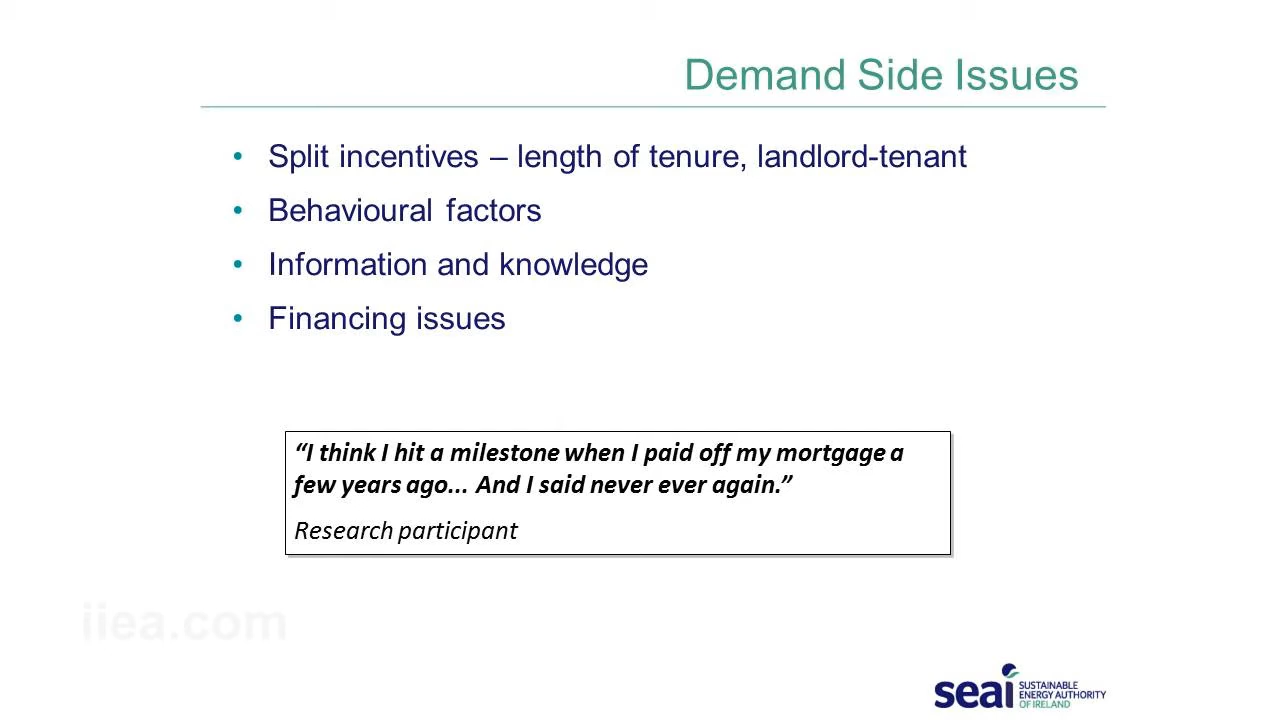 Demand Side Issues
• Split incentives – length of tenure, landlord-tenant
• Behavioural factors
• Information and knowledge
• Financing issues
“I think I hit a milestone when I paid off my mortgage a
few years ago... And I said never ever again.”
Research participant
iiea.com
seai SUSTAINABLE
ENERGY AUTHORITY
OF IRELAND